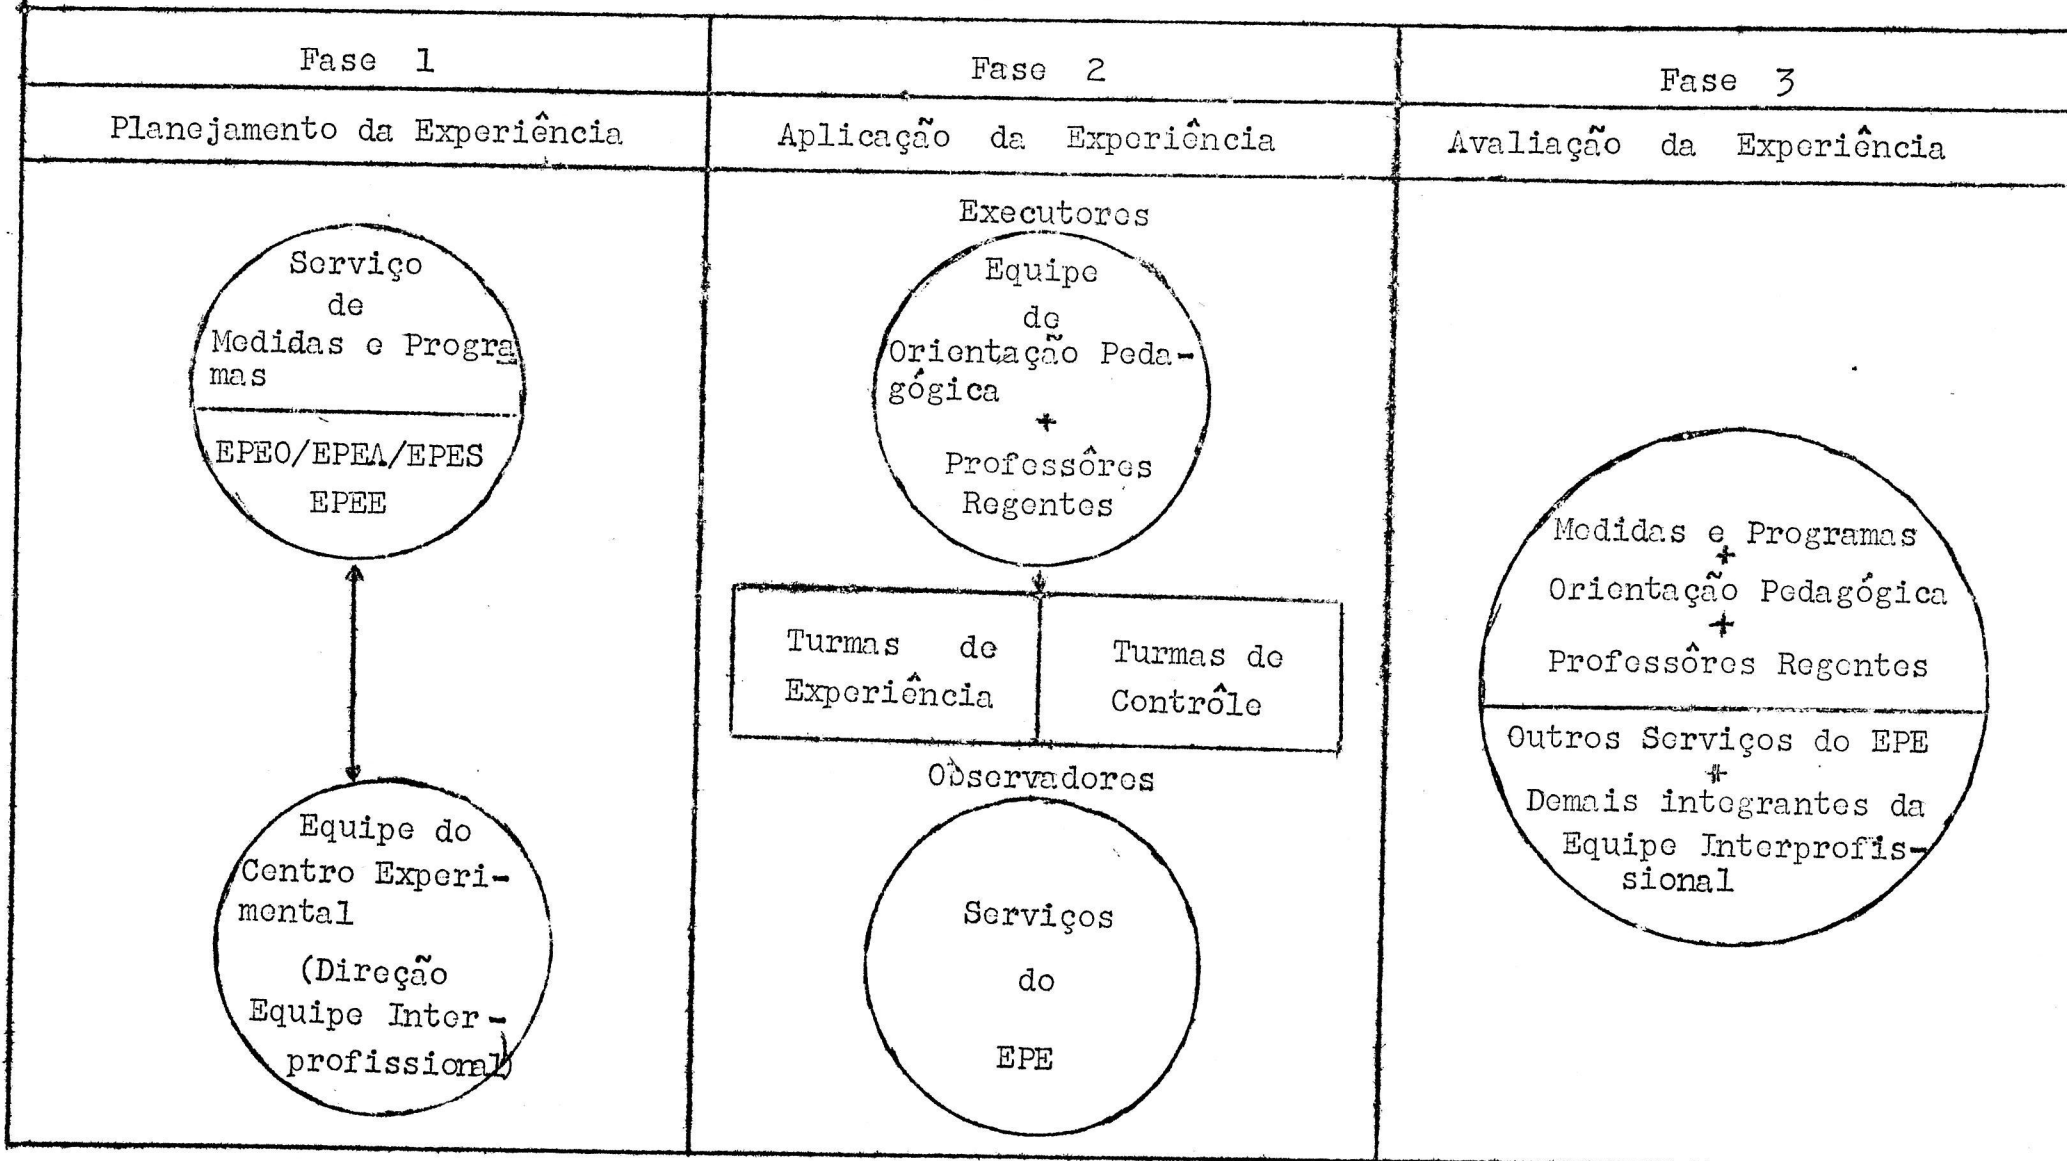 Fase 1
Planejamento da Experiência
Serviço
de
Medidas e Progra
mas
EPEO/EPEA/EPES
EPEE
Equipe do
Centro Experi-
mental
(Direção
Equipe Inter-
profissional)
Fase 2
Aplicação da Experiência
Executores
Equipe
de
Orientação Peda-
gógica
+
Professôres
Regentes
Turmas de
Experiência
Turmas de
Contrôle
Observadores
Serviços
do
EPE
Fase 3
Avaliação da Experiência
Medidas e Programas
+
Orientação Pedagógica
+
Professôres Regentes
Outros Serviços do EPE
+
Demais integrantes da
Equipe Interprofis-
sional